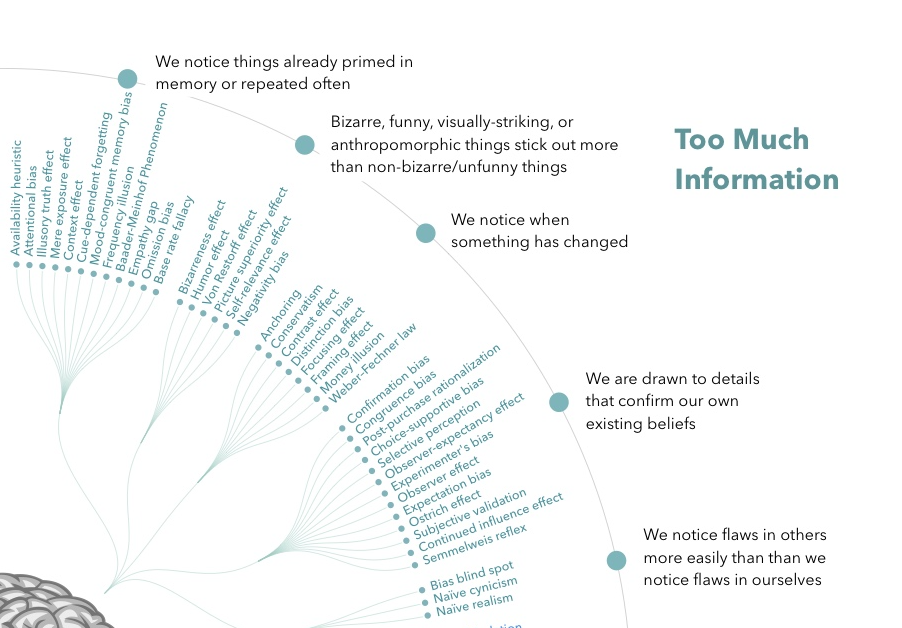 We notice things already primed in
memory or repeated often
Bizarre, funny, visually-striking, or
anthropomorphic things stick out more
than non-bizarre/unfunny things
Too Much
Information
We notice when
something has changed
We are drawn to details
that confirm our own
existing beliefs
We notice flaws in others
more easily than than we
notice flaws in ourselves
Availability heuristic
Attentional bias
Illusory truth effect
Mere exposure effect
Context effect
Cue-dependent forgetting
Mood-congruent memory bias
Frequency illusion
Baader-Meinhof Phenomenon
Empathy gap
Omission bias
Base rate fallacy
Bizarreness effect
Humor effect
Von Restorff effect
Picture superiority effect
Self-relevance effect
Negativity bias
Anchoring
Conservatism
Contrast effect
Distinction bias
Focusing effect
Framing effect
Money illusion
Weber–Fechner law
Confirmation bias
Congruence bias
Post-purchase rationalization
Choice-supportive bias
Selective perception
Observer-expectancy effect
Experimenter's bias
Observer effect
Expectation bias
Ostrich effect
Subjective validation
Continued influence effect
Semmelweis reflex
Bias blind spot
Naïve cynicism
Naïve realism